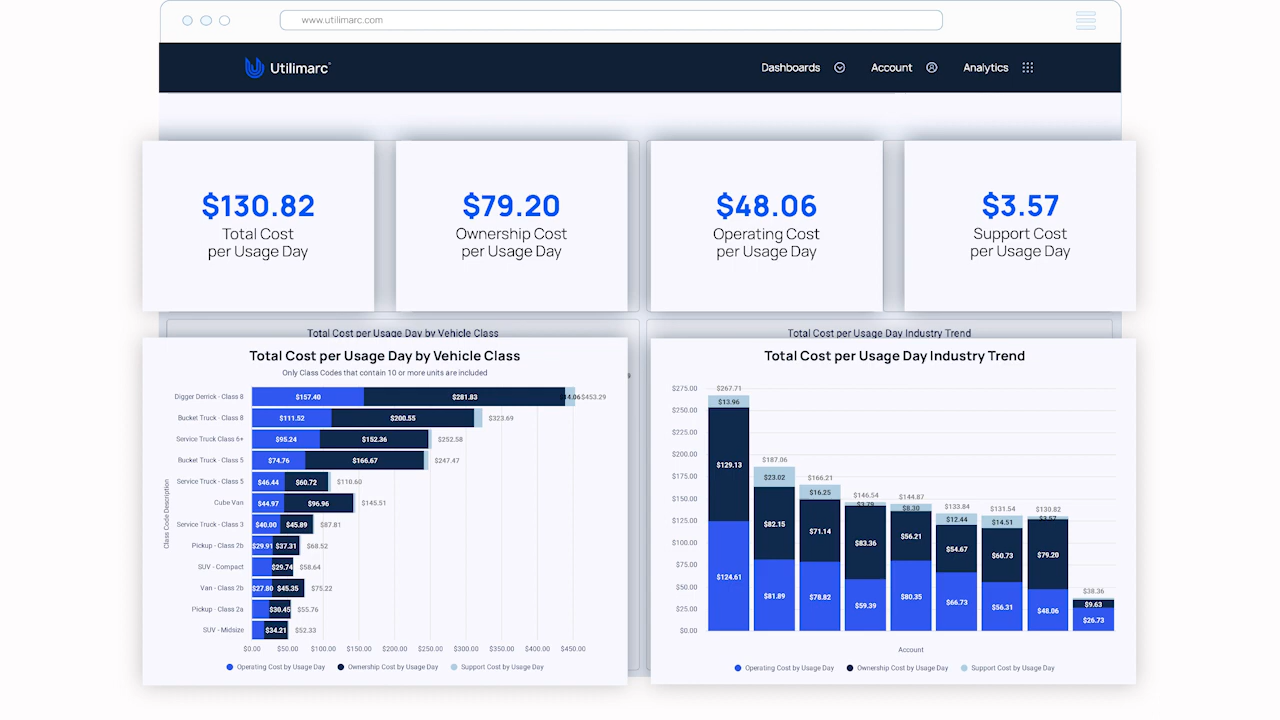 www.utilimarc.com
Utilimarc
Dashboards
Account
Analytics
$130.82
Total Cost
per Usage Day
$79.20
Ownership Cost
per Usage Day
$48.06
Operating Cost
per Usage Day
$3.57
Support Cost
per Usage Day
Total Cost per Usage Day by Vehicle Class
Total Cost per Usage Day Industry Trend
Total Cost per Usage Day by Vehicle Class
Only Class Codes that contain 10 or more units are included
Class Code Description
Digger Derrick - Class 8 $157.40 $281.83 $14.06 $453.29
Bucket Truck - Class 8 $111.52 $200.55 $323.69
Service Truck Class 6+ $95.24 $152.36 $252.58
Bucket Truck - Class 5 $74.76 $166.67 $247.47
Service Truck - Class 5 $46.44 $60.72 $110.60
Cube Van $44.97 $96.96 $145.51
Service Truck - Class 3 $40.00 $45.89 $87.81
Pickup - Class 2b $29.91 $37.31 $68.52
SUV - Compact $29.74 $58.64
Van - Class 2b $27.80 $45.35 $75.22
Pickup - Class 2a $30.45 $55.76
SUV - Midsize $34.21 $52.33
$0.00 $50.00 $100.00 $150.00 $200.00 $250.00 $300.00 $350.00 $400.00 $450.00
Operating Cost by Usage Day Ownership Cost by Usage Day Support Cost by Usage Day
Total Cost per Usage Day Industry Trend
$275.00
$250.00
$225.00
$200.00
$175.00
$150.00
$125.00
$100.00
$75.00
$50.00
$25.00
$0.00
$267.71
$13.96
$129.13
$124.61
$187.06
$23.02
$82.15
$81.89
$166.21
$16.25
$71.14
$78.82
$146.54
$3.79
$83.36
$59.39
$144.87
$8.30
$56.21
$80.35
$133.84
$12.44
$54.67
$66.73
$131.54
$14.51
$60.73
$56.31
$130.82
$3.57
$79.20
$48.06
$38.36
$9.63
$26.73
Account
Operating Cost by Usage Day Ownership Cost by Usage Day Support Cost by Usage Day